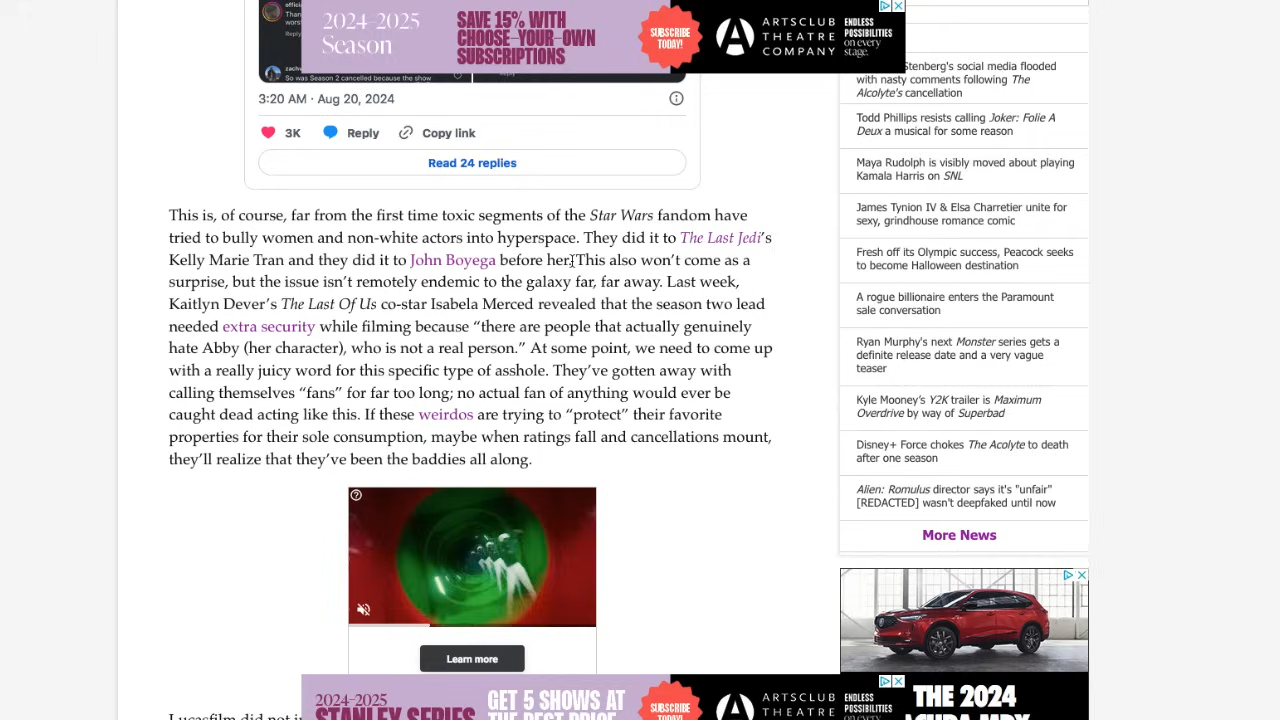 2024–2025
Season
SAVE 15% WITH
CHOOSE-YOUR-OWN
SUBSCRIPTIONS
SUBSCRIBE
TODAY!
ARTSCLUB
THEATRE
COMPANY
ENDLESS
POSSIBILITIES
on every
stage.
So was Season 2 cancelled because the show
3:20 AM · Aug 20, 2024
3K
Reply
Copy link
Read 24 replies
This is, of course, far from the first time toxic segments of the Star Wars fandom have
tried to bully women and non-white actors into hyperspace. They did it to The Last Jedi’s
Kelly Marie Tran and they did it to John Boyega before her. This also won’t come as a
surprise, but the issue isn’t remotely endemic to the galaxy far, far away. Last week,
Kaitlyn Dever’s The Last Of Us co-star Isabela Merced revealed that the season two lead
needed extra security while filming because “there are people that actually genuinely
hate Abby (her character), who is not a real person.” At some point, we need to come up
with a really juicy word for this specific type of asshole. They’ve gotten away with
calling themselves “fans” for far too long; no actual fan of anything would ever be
caught dead acting like this. If these weirdos are trying to “protect” their favorite
properties for their sole consumption, maybe when ratings fall and cancellations mount,
they’ll realize that they’ve been the baddies all along.
Learn more
Lucasfilm did not
2024–2025
STANLEY SERIES
GET 5 SHOWS AT
THE BEST PRICE
SUBSCRIBE
TODAY!
ARTSCLUB
THEATRE
ENDLESS
POSSIBILITIES
on every
Stenberg's social media flooded
with nasty comments following The
Alcolyte's cancellation
Todd Phillips resists calling Joker: Folie A
Deux a musical for some reason
Maya Rudolph is visibly moved about playing
Kamala Harris on SNL
James Tynion IV & Elsa Charretier unite for
sexy, grindhouse romance comic
Fresh off its Olympic success, Peacock seeks
to become Halloween destination
A rogue billionaire enters the Paramount
sale conversation
Ryan Murphy's next Monster series gets a
definite release date and a very vague
teaser
Kyle Mooney’s Y2K trailer is Maximum
Overdrive by way of Superbad
Disney+ Force chokes The Acolyte to death
after one season
Alien: Romulus director says it's "unfair"
[REDACTED] wasn't deepfaked until now
More News
THE 2024
ACURA MDX